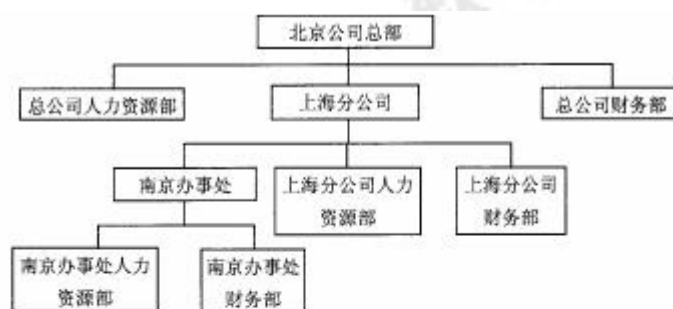 北京公司总部
总公司人力资源部
上海分公司
总公司财务部
南京办事处
上海分公司人力
资源部
上海分公司
财务部
南京办事处人力
资源部
南京办事处
财务部